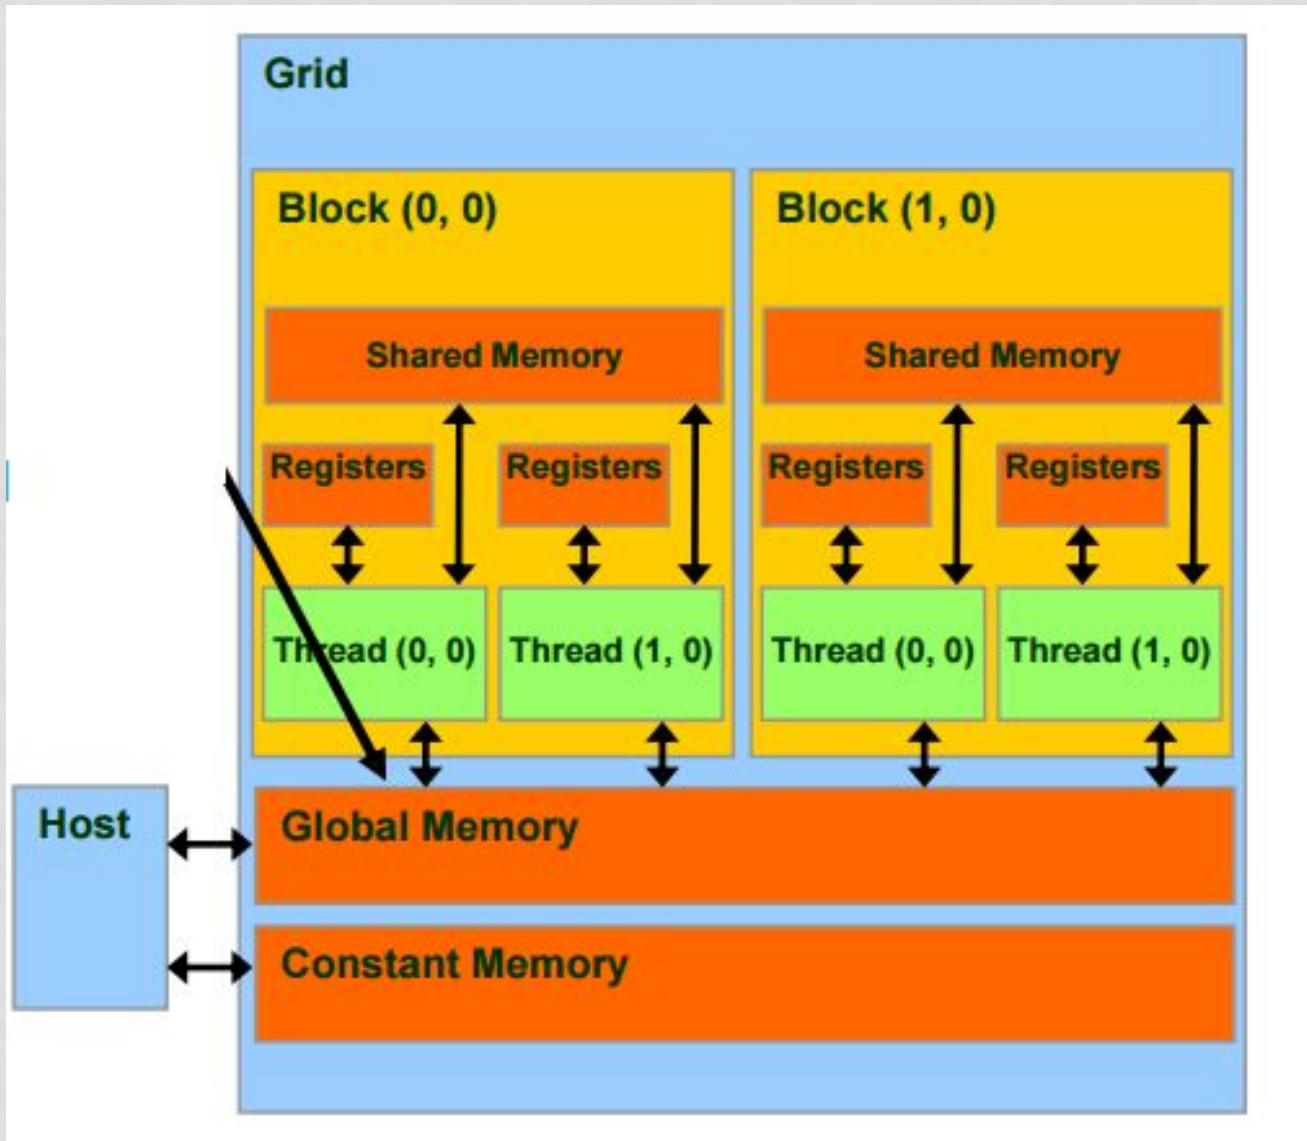 Grid
Block (0, 0)
Block (1, 0)
Shared Memory
Shared Memory
Registers
Registers
Registers
Registers
Thread (0, 0)
Thread (1, 0)
Thread (0, 0)
Thread (1, 0)
Host
Global Memory
Constant Memory